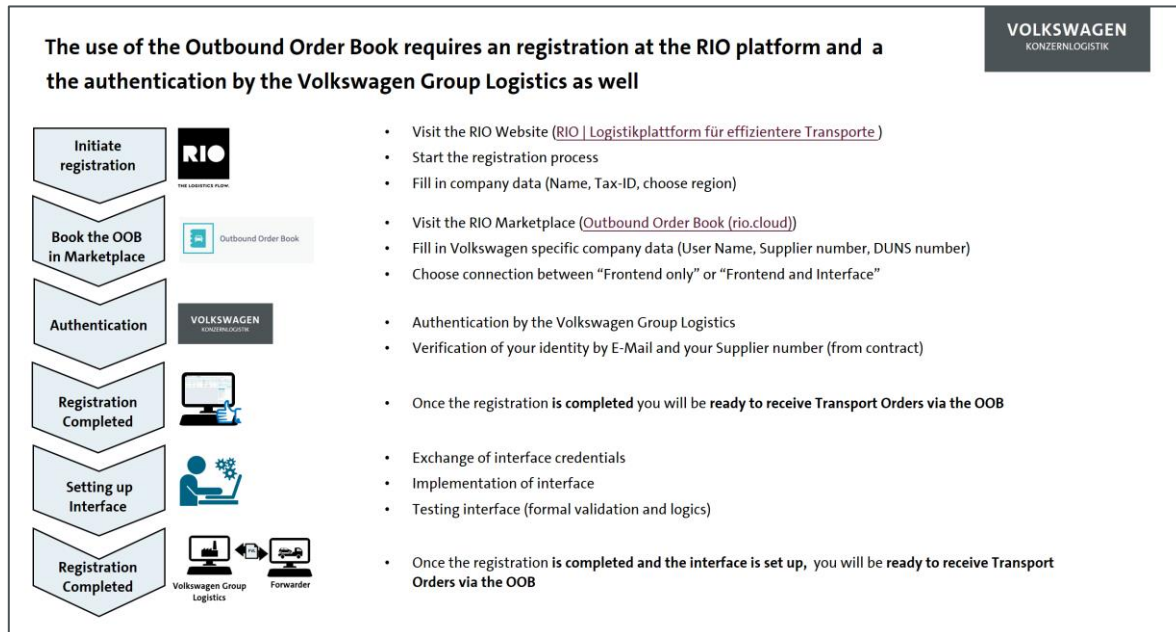 The use of the Outbound Order Book requires an registration at the RIO platform and a
the authentication by the Volkswagen Group Logistics as well
VOLKSWAGEN
KONZERNLOGISTIK
Initiate
registration
RIO
THE LOGISTICS FLOW.
• Visit the RIO Website (RIO | Logistikplattform für effizientere Transporte )
• Start the registration process
• Fill in company data (Name, Tax-ID, choose region)
Book the OOB
in Marketplace
Outbound Order Book
• Visit the RIO Marketplace (Outbound Order Book (rio.cloud))
• Fill in Volkswagen specific company data (User Name, Supplier number, DUNS number)
• Choose connection between “Frontend only” or “Frontend and Interface”
Authentication
VOLKSWAGEN
KONZERNLOGISTIK
• Authentication by the Volkswagen Group Logistics
• Verification of your identity by E-Mail and your Supplier number (from contract)
Registration
Completed
• Once the registration is completed you will be ready to receive Transport Orders via the OOB
Setting up
Interface
• Exchange of interface credentials
• Implementation of interface
• Testing interface (formal validation and logics)
Registration
Completed
Volkswagen Group
Logistics
Forwarder
• Once the registration is completed and the interface is set up, you will be ready to receive Transport
Orders via the OOB